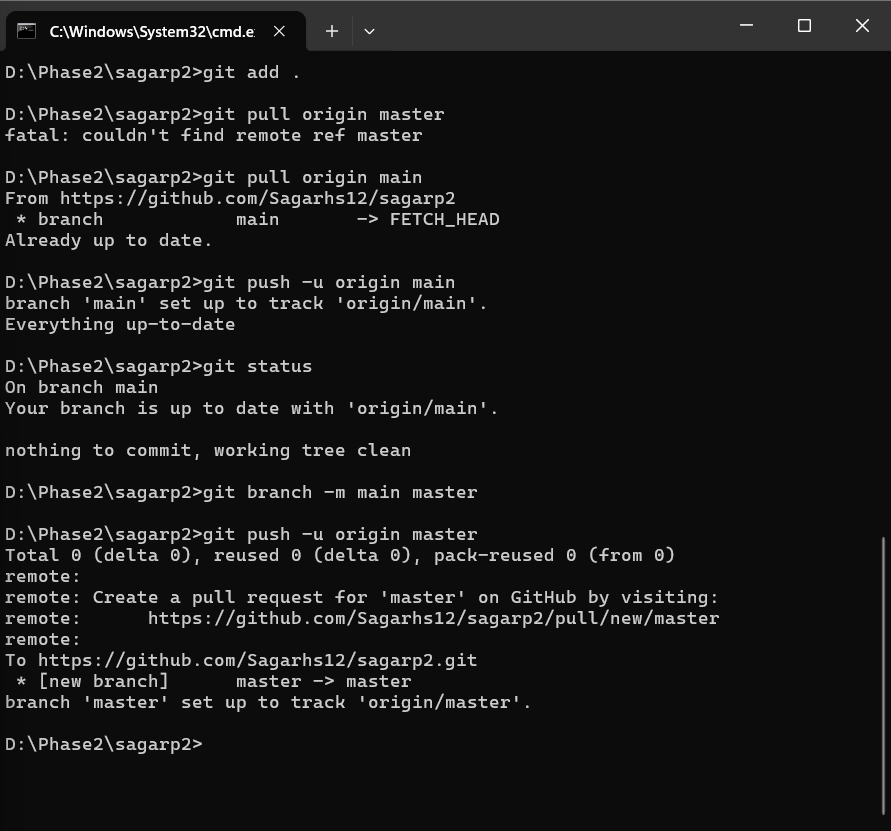 C:\Windows\System32\cmd.e
D:\Phase2\sagarp2>git add .
D:\Phase2\sagarp2>git pull origin master
fatal: couldn't find remote ref master
D:\Phase2\sagarp2>git pull origin main
From https://github.com/Sagarhs12/sagarp2
 * branch            main       -> FETCH_HEAD
Already up to date.
D:\Phase2\sagarp2>git push -u origin main
branch 'main' set up to track 'origin/main'.
Everything up-to-date
D:\Phase2\sagarp2>git status
On branch main
Your branch is up to date with 'origin/main'.
nothing to commit, working tree clean
D:\Phase2\sagarp2>git branch -m main master
D:\Phase2\sagarp2>git push -u origin master
Total 0 (delta 0), reused 0 (delta 0), pack-reused 0 (from 0)
remote:
remote: Create a pull request for 'master' on GitHub by visiting:
remote:      https://github.com/Sagarhs12/sagarp2/pull/new/master
remote:
To https://github.com/Sagarhs12/sagarp2.git
 * [new branch]      master -> master
branch 'master' set up to track 'origin/master'.
D:\Phase2\sagarp2>